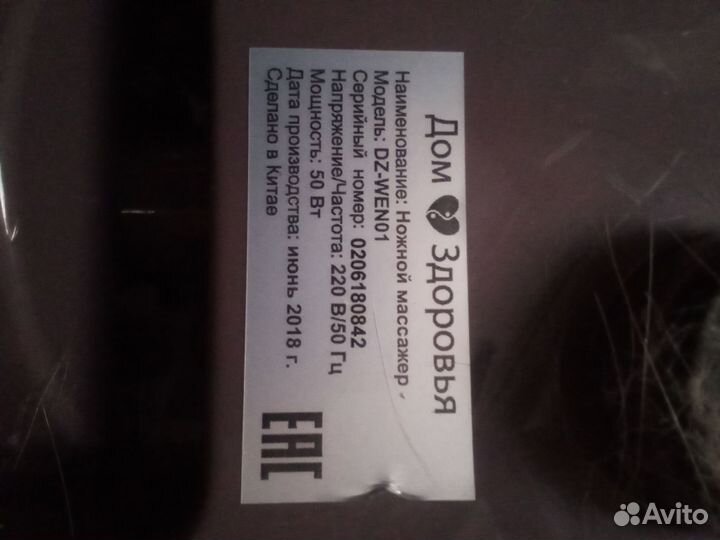 Дом Здоровья
Наименование: Ножной массажер
Модель: DZ-WEN01
Серийный номер: 0206180842
Напряжение/Частота: 220 В/50 Гц
Мощность: 50 Вт
Дата производства: июнь 2018 г.
Сделано в Китае
EAC
Avito